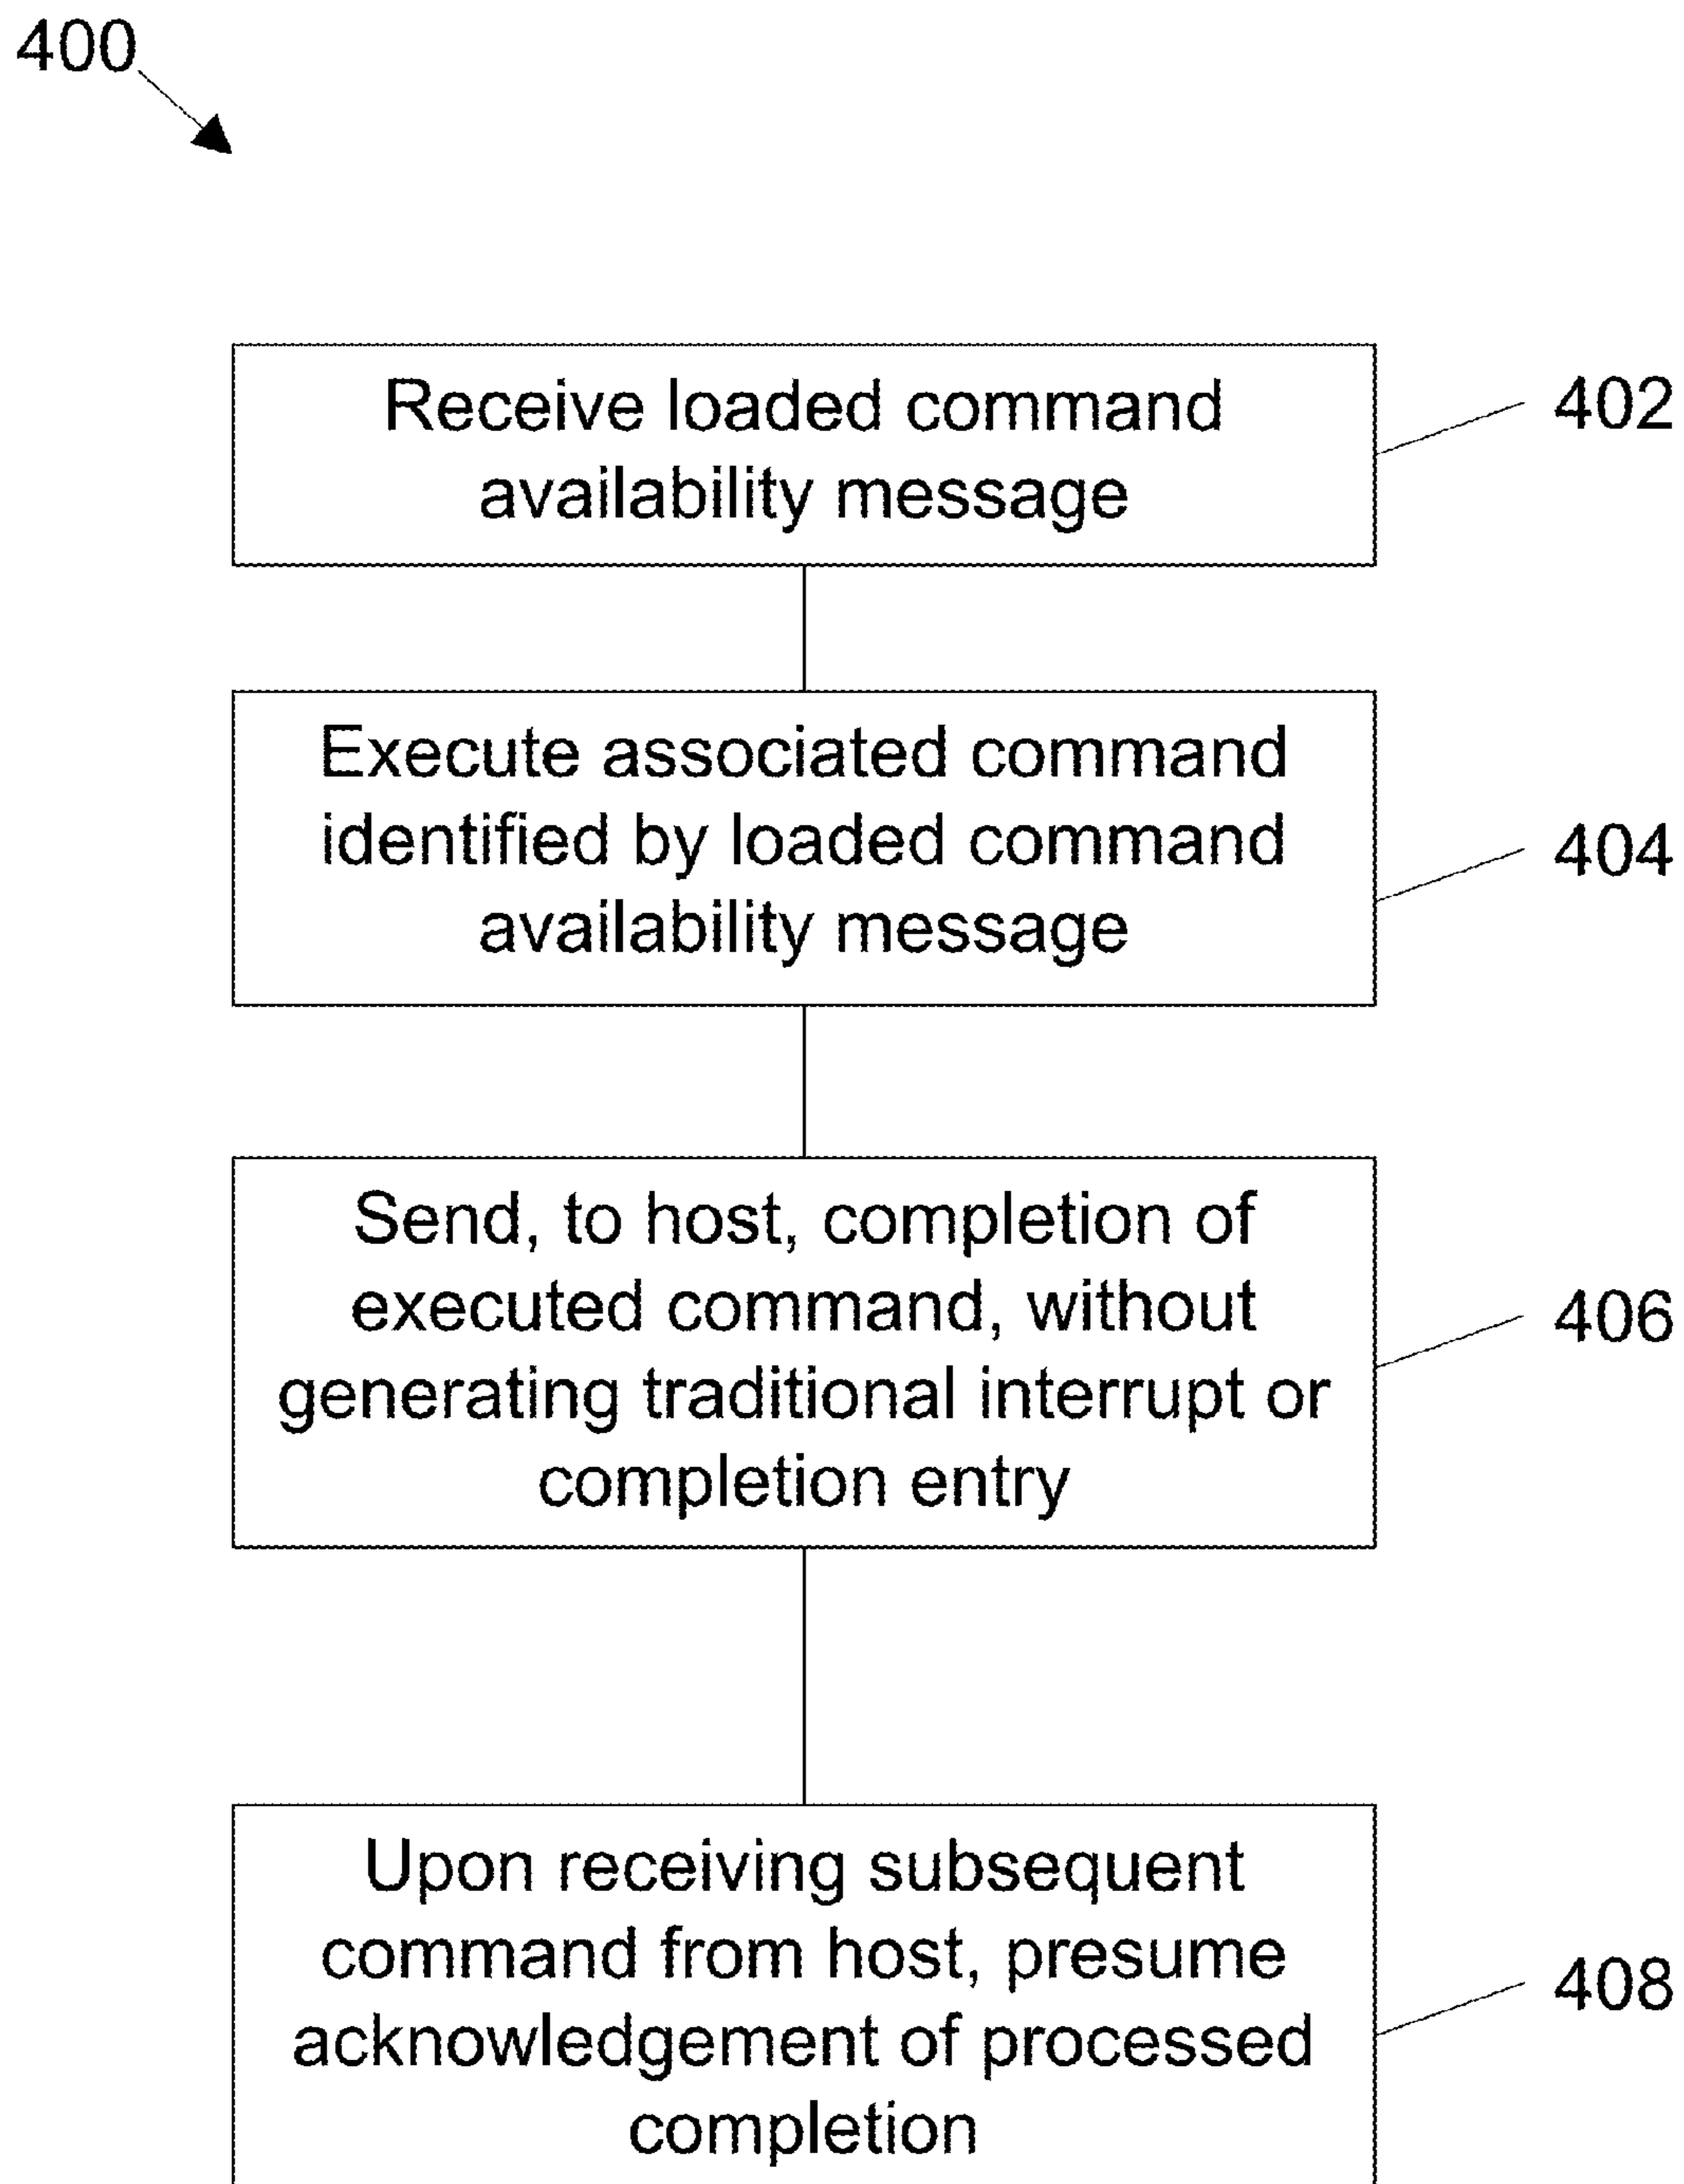 400
Receive loaded command
availability message
402
Execute associated command
identified by loaded command
availability message
404
Send, to host, completion of
executed command, without
generating traditional interrupt or
completion entry
406
Upon receiving subsequent
command from host, presume
acknowledgement of processed
completion
408